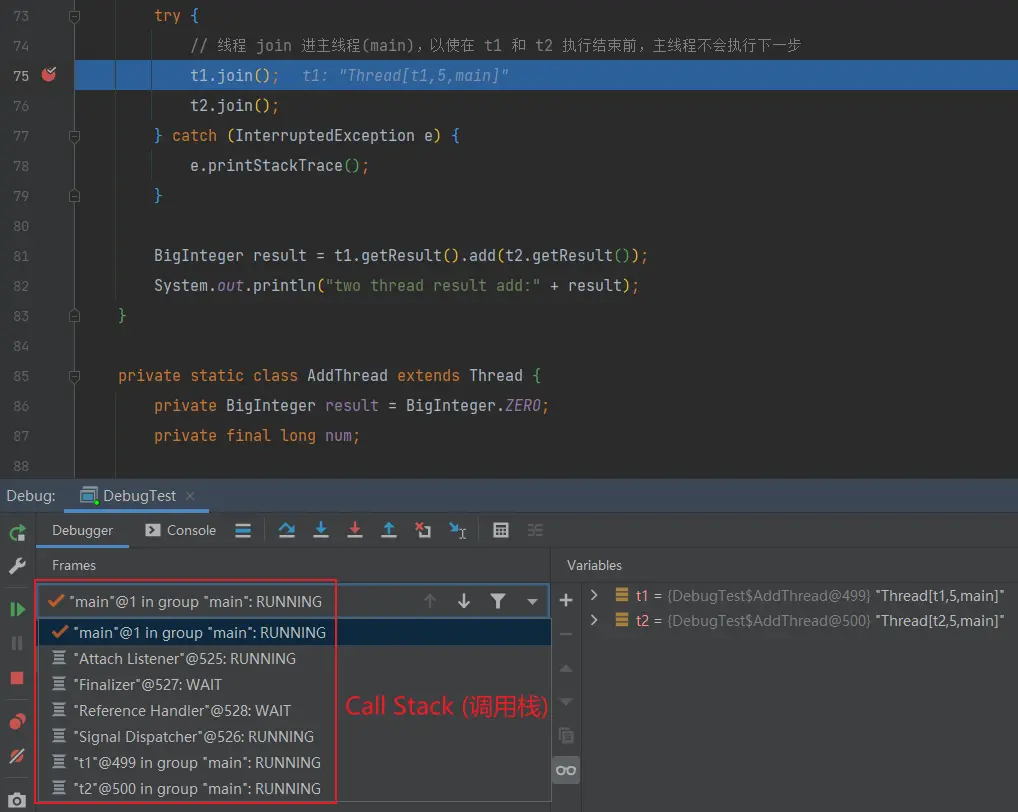 73 try {
74 // 线程 join 进主线程(main)，以使在 t1 和 t2 执行结束前，主线程不会执行下一步
75 t1.join(); t1: "Thread[t1,5,main]"
76 t2.join();
77 } catch (InterruptedException e) {
78 e.printStackTrace();
79 }
80
81 BigInteger result = t1.getResult().add(t2.getResult());
82 System.out.println("two thread result add:" + result);
83 }
84
85 private static class AddThread extends Thread {
86 private BigInteger result = BigInteger.ZERO;
87 private final long num;
88
Debug: DebugTest
Debugger Console
Frames Variables
"main"@1 in group "main": RUNNING
"main"@1 in group "main": RUNNING
"Attach Listener"@525: RUNNING
"Finalizer"@527: WAIT
"Reference Handler"@528: WAIT
"Signal Dispatcher"@526: RUNNING
"t1"@499 in group "main": RUNNING
"t2"@500 in group "main": RUNNING
Call Stack (调用栈)
t1 = {DebugTest$AddThread@499} "Thread[t1,5,main]"
t2 = {DebugTest$AddThread@500} "Thread[t2,5,main]"